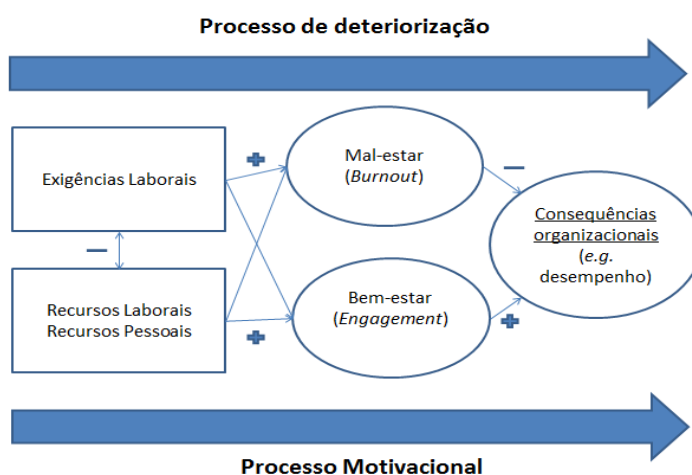 Processo de deteriorização
Exigências Laborais
+
Mal-estar
(Burnout)
–
Consequências
organizacionais
(e.g.
desempenho)
–
Recursos Laborais
Recursos Pessoais
+
Bem-estar
(Engagement)
+
Processo Motivacional